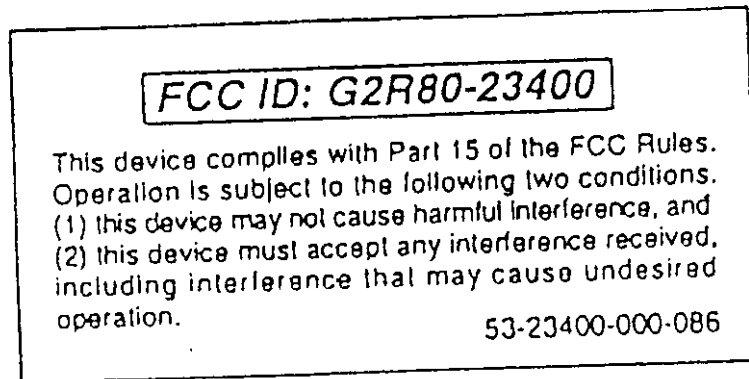 FCC ID: G2R80-23400
This device complies with Part 15 of the FCC Rules.
Operation is subject to the following two conditions.
(1) this device may not cause harmful interference, and
(2) this device must accept any interference received,
including interference that may cause undesired
operation.
53-23400-000-086